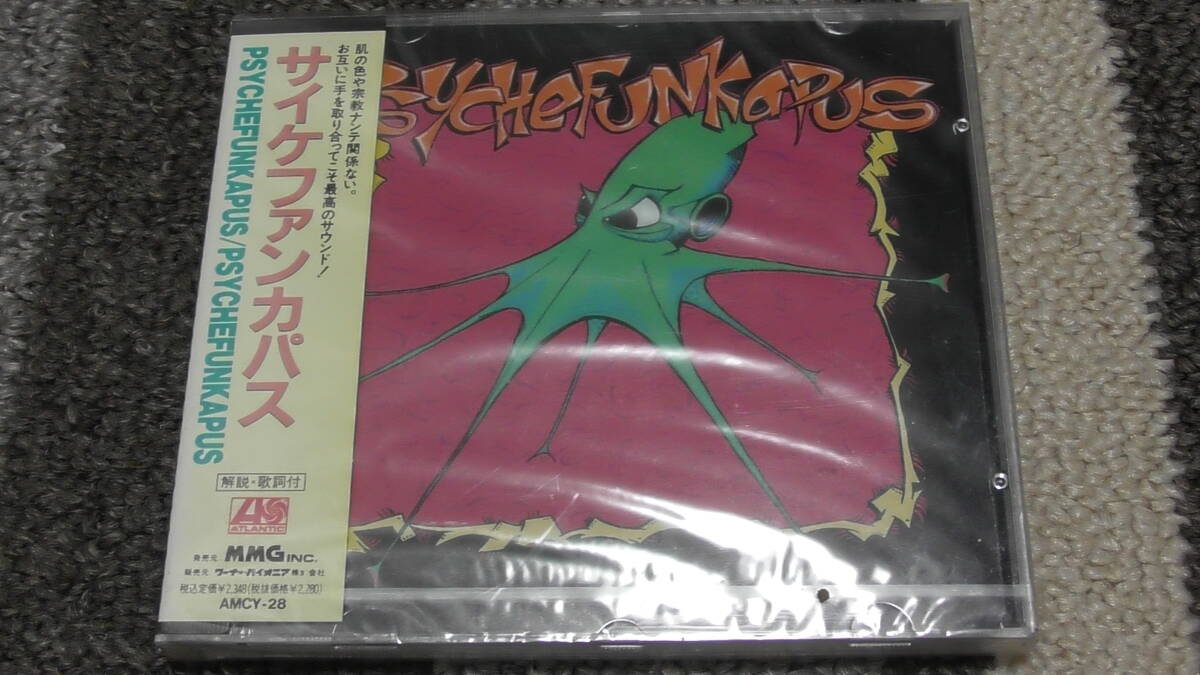 サイケファンカパス
PSYCHEFUNKAPUS/PSYCHEFUNKAPUS
肌の色や宗教ナンテ関係ない。
お互いに手を取り合ってこそ最高のサウンド!
PSYCHEFUNKAPUS
解説・歌詞付
ATLANTIC
発売元 MMG INC.
販売元 ワーナー・パイオニア株式会社
税込定価¥2,348(税抜価格¥2,280)
AMCY-28